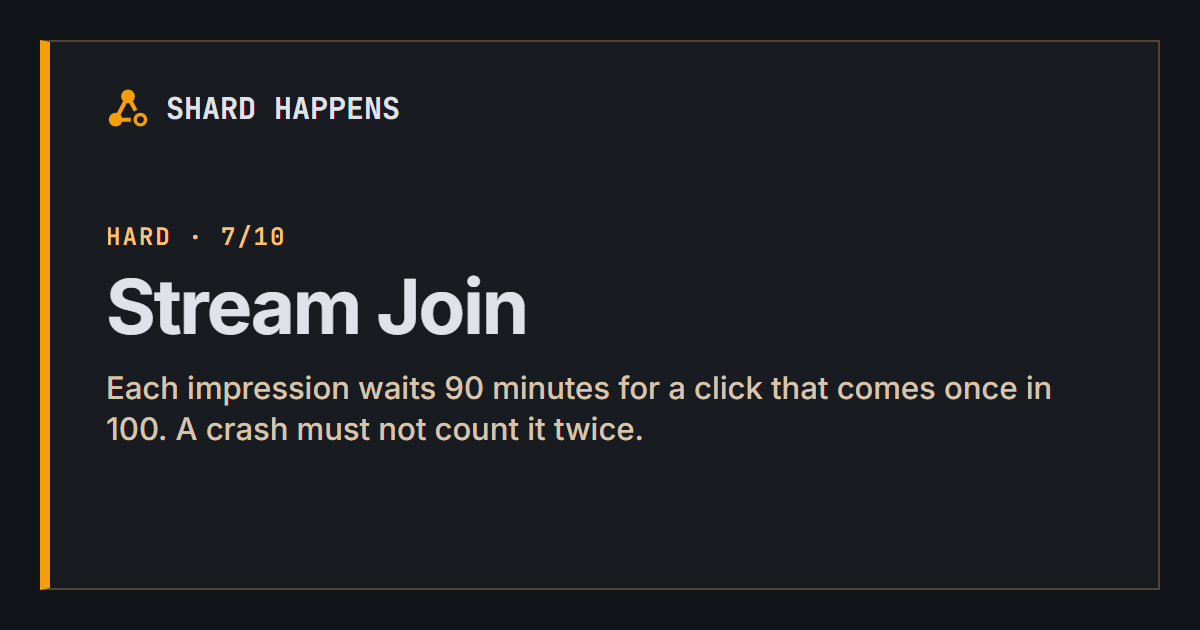 SHARD HAPPENS
HARD · 7/10
Stream Join
Each impression waits 90 minutes for a click that comes once in
100. A crash must not count it twice.